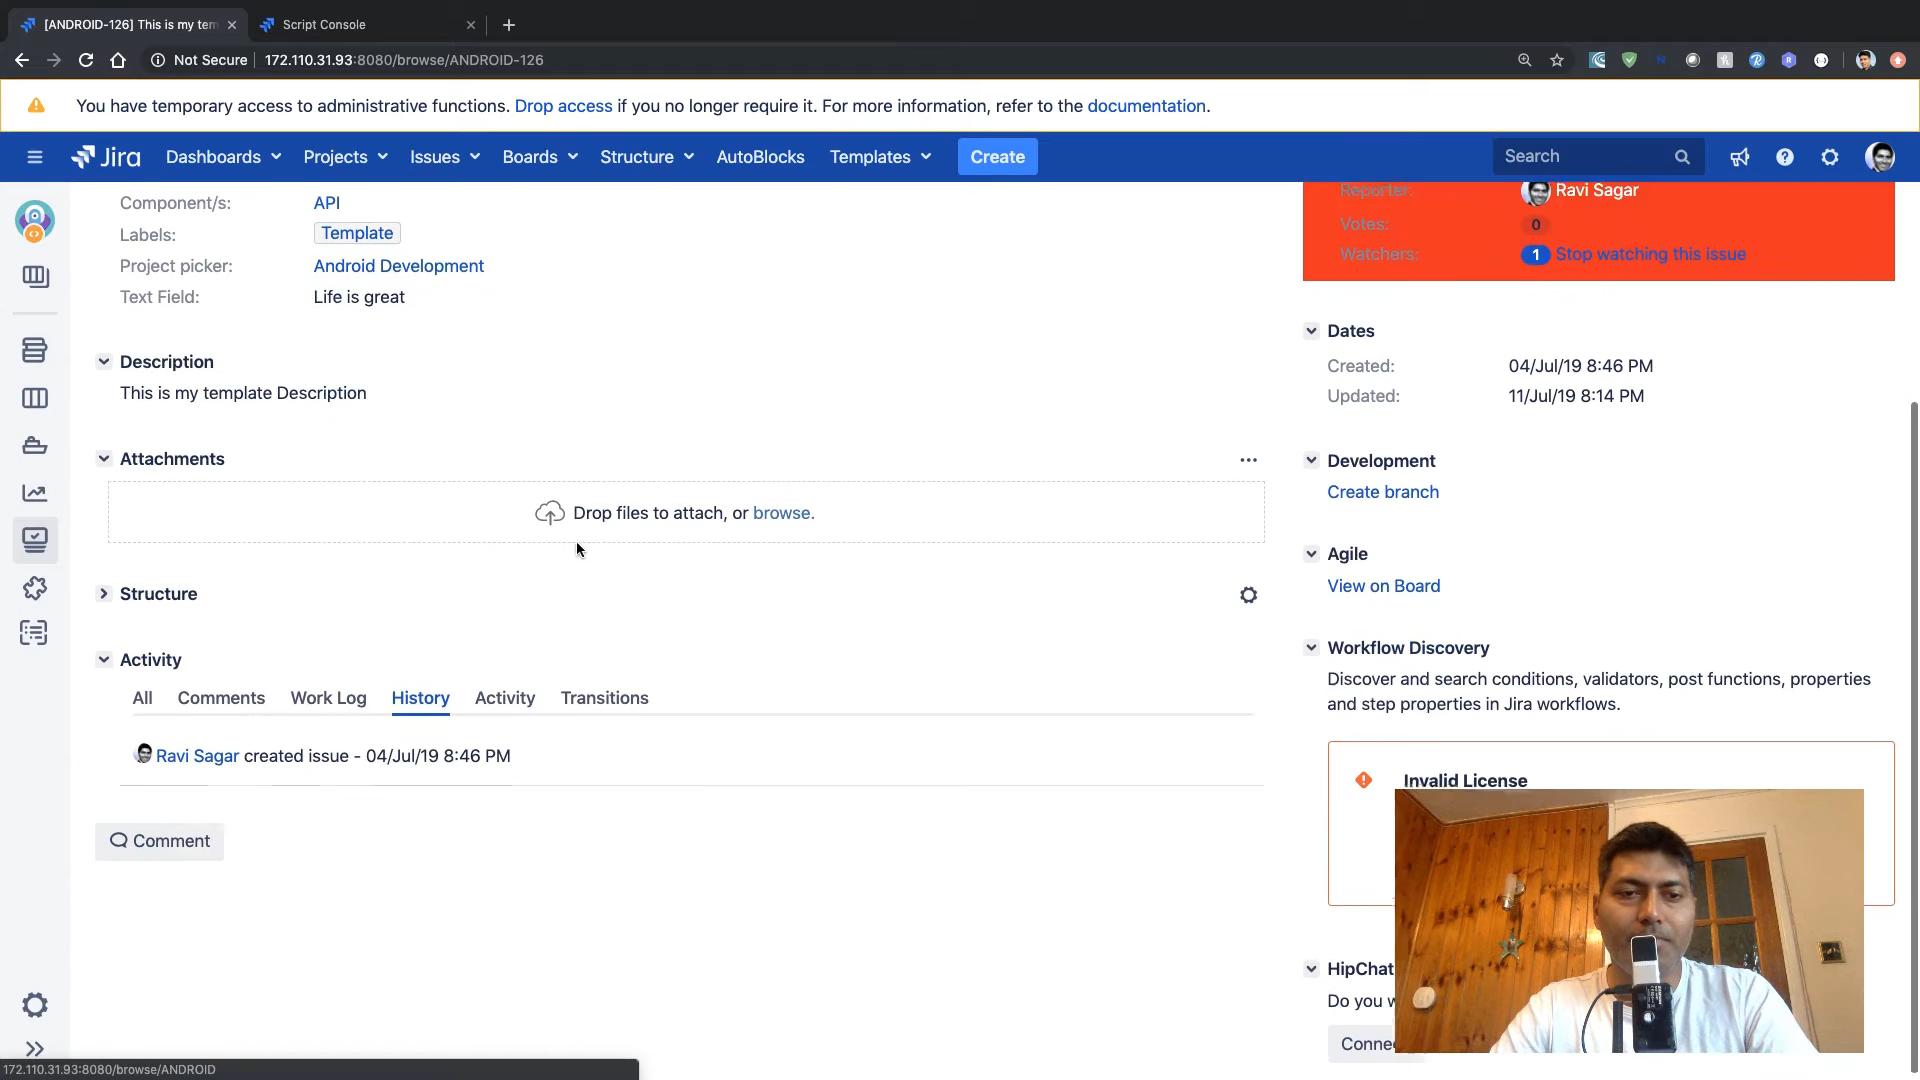 [ANDROID-126] This is my tem
Script Console
Not Secure
172.110.31.93:8080/browse/ANDROID-126
You have temporary access to administrative functions. Drop access if you no longer require it. For more information, refer to the documentation.
Jira
Dashboards
Projects
Issues
Boards
Structure
AutoBlocks
Templates
Create
Search
Component/s: API
Labels: Template
Project picker: Android Development
Text Field: Life is great
Description
This is my template Description
Attachments
Drop files to attach, or browse.
Structure
Activity
All Comments Work Log History Activity Transitions
Ravi Sagar created issue - 04/Jul/19 8:46 PM
Comment
Reporter: Ravi Sagar
Votes: 0
Watchers: 1 Stop watching this issue
Dates
Created: 04/Jul/19 8:46 PM
Updated: 11/Jul/19 8:14 PM
Development
Create branch
Agile
View on Board
Workflow Discovery
Discover and search conditions, validators, post functions, properties
and step properties in Jira workflows.
Invalid License
HipChat
Do you
Connec
172.110.31.93:8080/browse/ANDROID